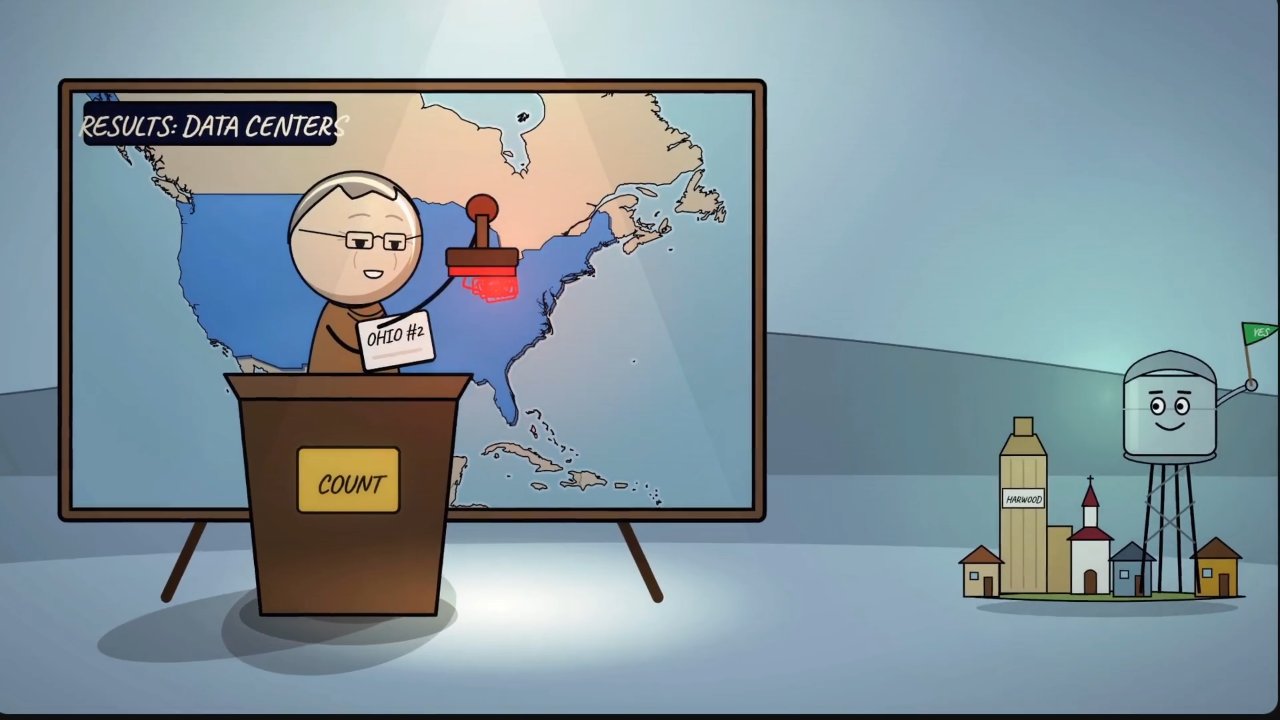 RESULTS: DATA CENTERS
OHIO #2
COUNT
HARWOOD
YES